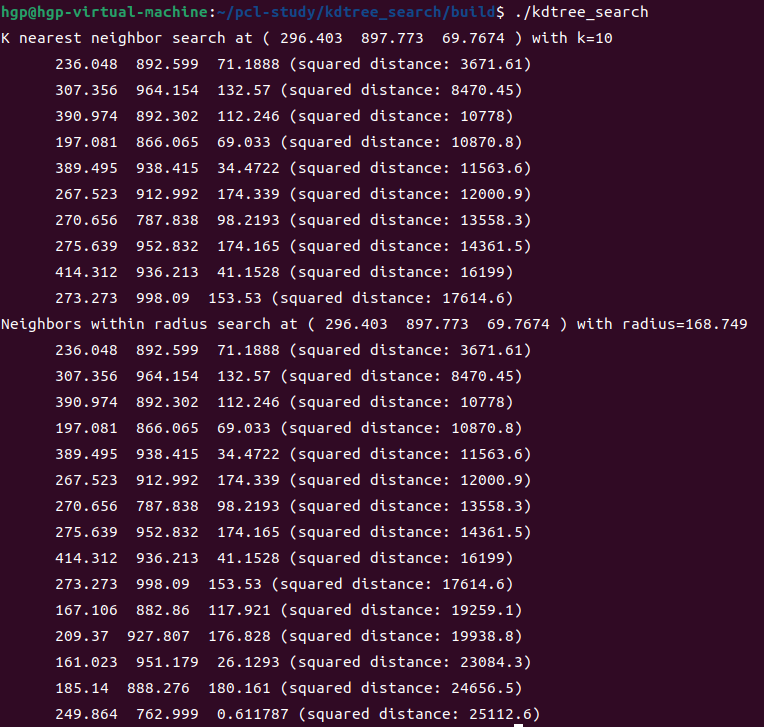 hgp@hgp-virtual-machine:~/pcl-study/kdtree_search/build$ ./kdtree_search
K nearest neighbor search at ( 296.403  897.773  69.7674 ) with k=10
      236.048  892.599  71.1888 (squared distance: 3671.61)
      307.356  964.154  132.57 (squared distance: 8470.45)
      390.974  892.302  112.246 (squared distance: 10778)
      197.081  866.065  69.033 (squared distance: 10870.8)
      389.495  938.415  34.4722 (squared distance: 11563.6)
      267.523  912.992  174.339 (squared distance: 12000.9)
      270.656  787.838  98.2193 (squared distance: 13558.3)
      275.639  952.832  174.165 (squared distance: 14361.5)
      414.312  936.213  41.1528 (squared distance: 16199)
      273.273  998.09  153.53 (squared distance: 17614.6)
Neighbors within radius search at ( 296.403  897.773  69.7674 ) with radius=168.749
      236.048  892.599  71.1888 (squared distance: 3671.61)
      307.356  964.154  132.57 (squared distance: 8470.45)
      390.974  892.302  112.246 (squared distance: 10778)
      197.081  866.065  69.033 (squared distance: 10870.8)
      389.495  938.415  34.4722 (squared distance: 11563.6)
      267.523  912.992  174.339 (squared distance: 12000.9)
      270.656  787.838  98.2193 (squared distance: 13558.3)
      275.639  952.832  174.165 (squared distance: 14361.5)
      414.312  936.213  41.1528 (squared distance: 16199)
      273.273  998.09  153.53 (squared distance: 17614.6)
      167.106  882.86  117.921 (squared distance: 19259.1)
      209.37  927.807  176.828 (squared distance: 19938.8)
      161.023  951.179  26.1293 (squared distance: 23084.3)
      185.14  888.276  180.161 (squared distance: 24656.5)
      249.864  762.999  0.611787 (squared distance: 25112.6)